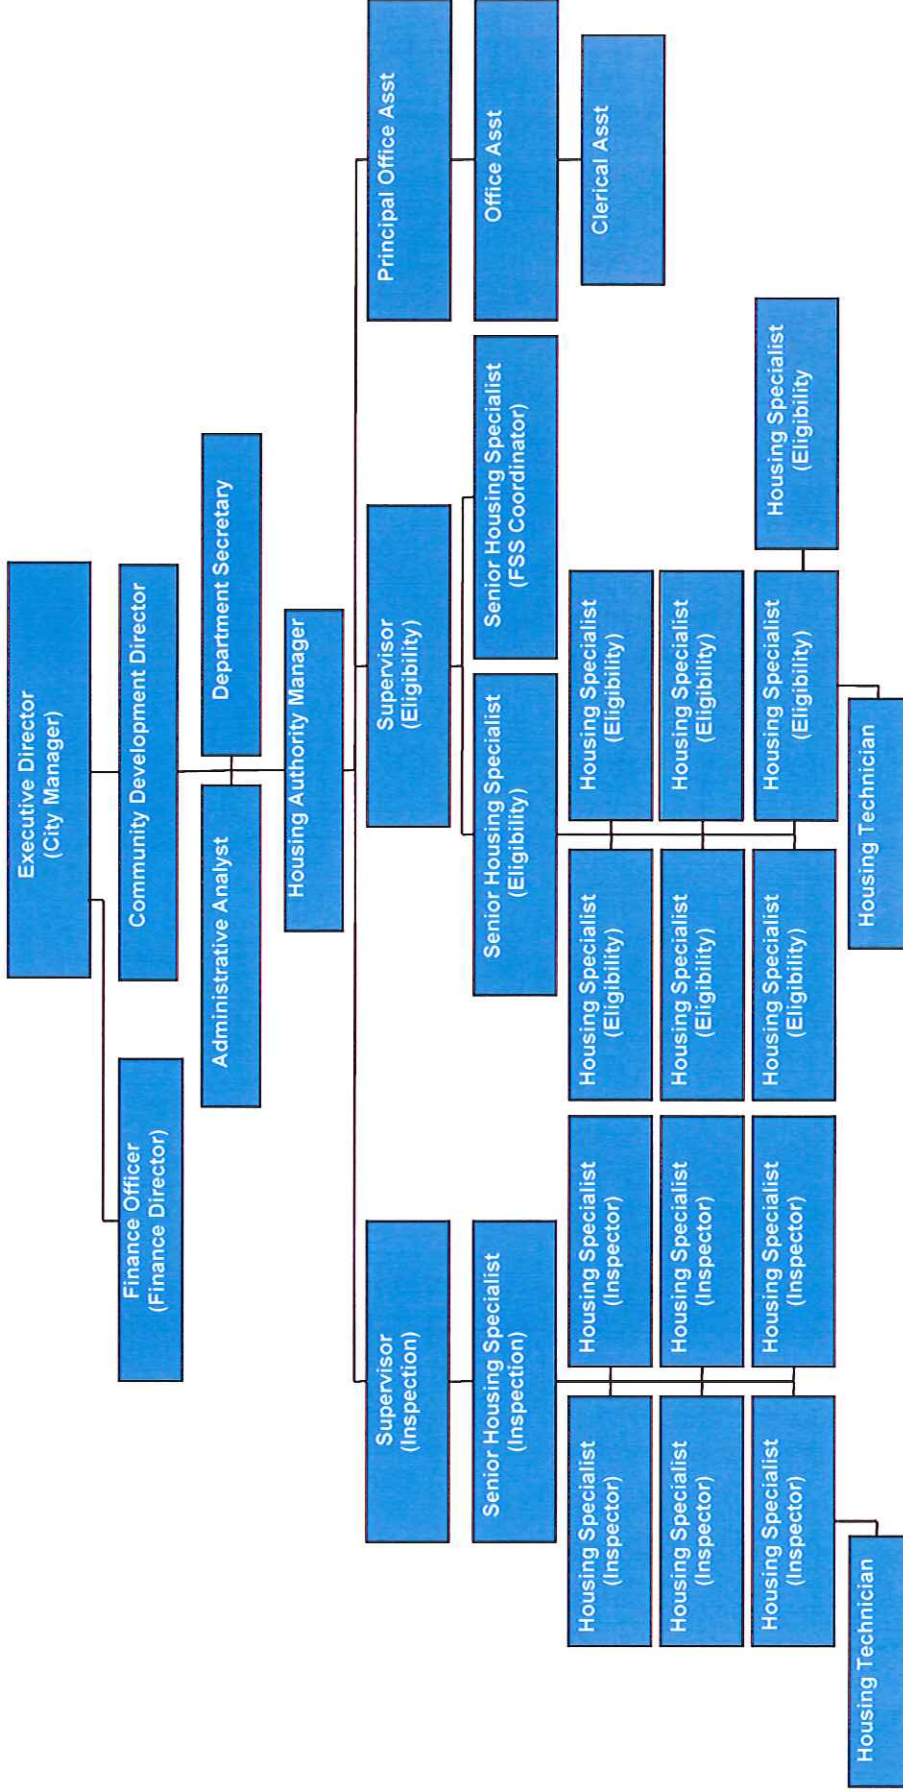 Executive Director
(City Manager)
Finance Officer
(Finance Director)
Community Development Director
Administrative Analyst
Department Secretary
Housing Authority Manager
Supervisor
(Inspection)
Supervisor
(Eligibility)
Principal Office Asst
Senior Housing Specialist
(Inspection)
Senior Housing Specialist
(Eligibility)
Senior Housing Specialist
(FSS Coordinator)
Office Asst
Housing Specialist
(Inspector)
Housing Specialist
(Inspector)
Housing Specialist
(Eligibility)
Housing Specialist
(Eligibility)
Clerical Asst
Housing Specialist
(Inspector)
Housing Specialist
(Inspector)
Housing Specialist
(Eligibility)
Housing Specialist
(Eligibility)
Housing Specialist
(Inspector)
Housing Specialist
(Inspector)
Housing Specialist
(Eligibility)
Housing Specialist
(Eligibility)
Housing Specialist
(Eligibility
Housing Technician
Housing Technician